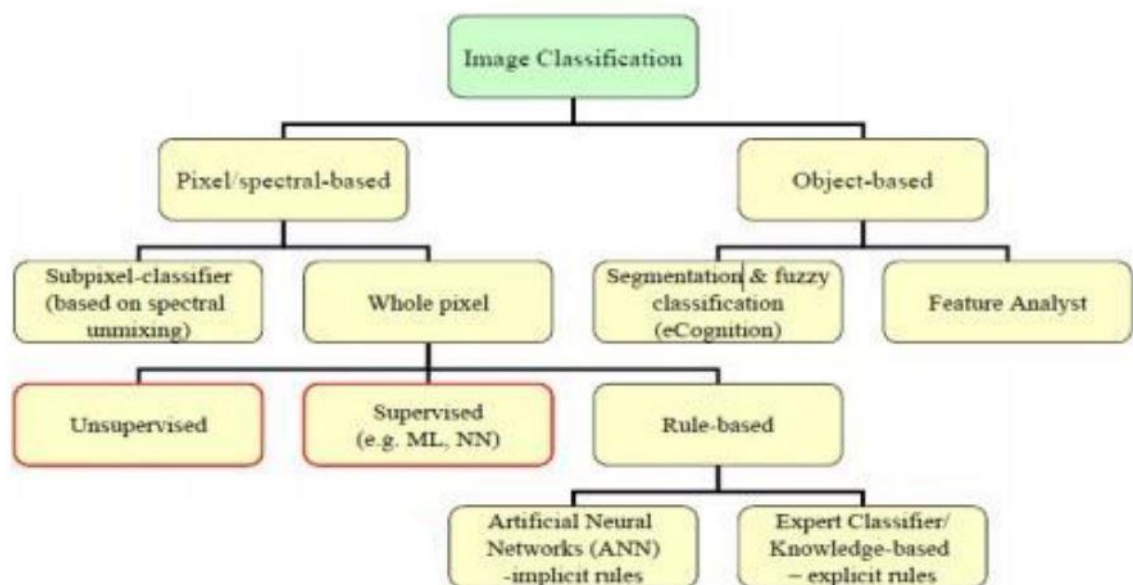 Image Classification
Pixel/spectral-based
Object-based
Subpixel-classifier
(based on spectral
unmixing)
Whole pixel
Segmentation & fuzzy
classification
(eCognition)
Feature Analyst
Unsupervised
Supervised
(e.g. ML, NN)
Rule-based
Artificial Neural
Networks (ANN)
-implicit rules
Expert Classifier/
Knowledge-based
– explicit rules